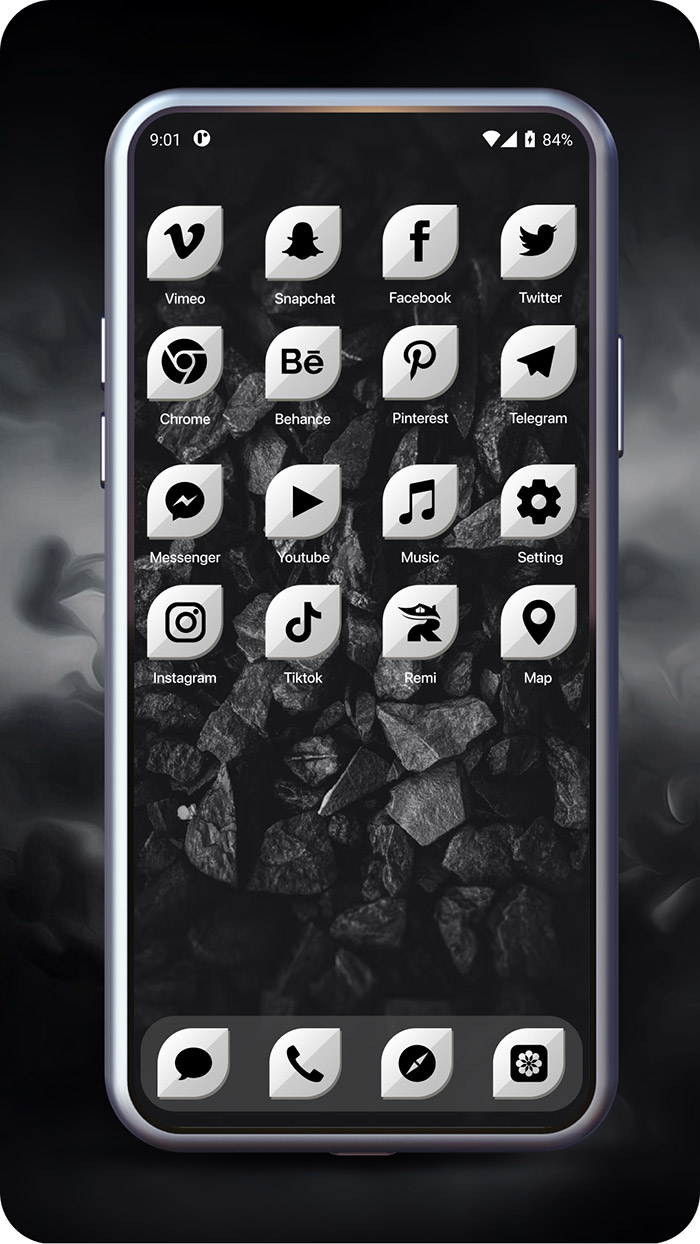 9:01 84%
Vimeo Snapchat Facebook Twitter
Bē
Chrome Behance Pinterest Telegram
Messenger Youtube Music Setting
Instagram Tiktok Remi Map